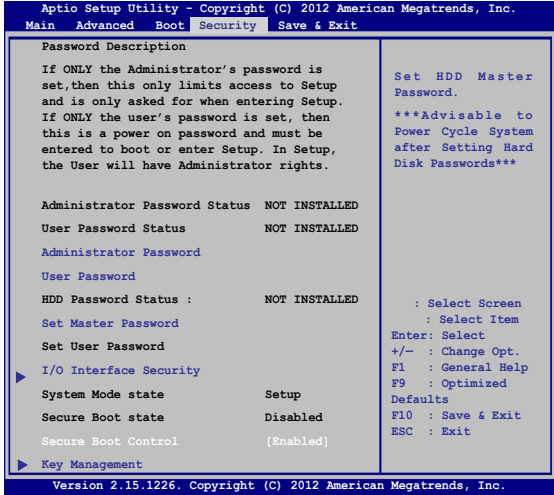 Aptio Setup Utility - Copyright (C) 2012 American Megatrends, Inc.
Main Advanced Boot Security Save & Exit
Password Description
If ONLY the Administrator's password is
set,then this only limits access to Setup
and is only asked for when entering Setup.
If ONLY the user's password is set, then
this is a power on password and must be
entered to boot or enter Setup. In Setup,
the User will have Administrator rights.
Administrator Password Status NOT INSTALLED
User Password Status NOT INSTALLED
Administrator Password
User Password
HDD Password Status : NOT INSTALLED
Set Master Password
Set User Password
I/O Interface Security
System Mode state Setup
Secure Boot state Disabled
Secure Boot Control [Enabled]
Key Management
Set HDD Master
Password.
***Advisable to
Power Cycle System
after Setting Hard
Disk Passwords***
: Select Screen
: Select Item
Enter: Select
+/— : Change Opt.
F1 : General Help
F9 : Optimized
Defaults
F10 : Save & Exit
ESC : Exit
Version 2.15.1226. Copyright (C) 2012 American Megatrends, Inc.